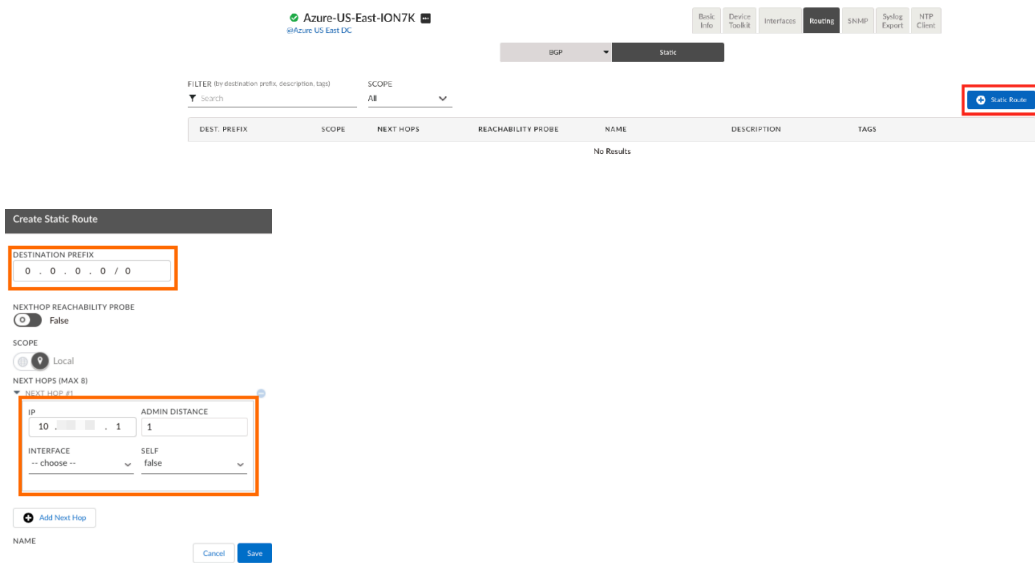 Azure-US-East-ION7K
@Azure US East DC
Basic Info
Device Toolkit
Interfaces
Routing
SNMP
Syslog Export
NTP Client
BGP
Static
FILTER (by destination prefix, description, tags)
SCOPE
Search
All
Static Route
DEST. PREFIX SCOPE NEXT HOPS REACHABILITY PROBE NAME DESCRIPTION TAGS
No Results
Create Static Route
DESTINATION PREFIX
0 . 0 . 0 . 0 / 0
NEXTHOP REACHABILITY PROBE
False
SCOPE
Local
NEXT HOPS (MAX 8)
NEXT HOP #1
IP ADMIN DISTANCE
10 . . 1 1
INTERFACE SELF
-- choose -- false
Add Next Hop
NAME
Cancel Save